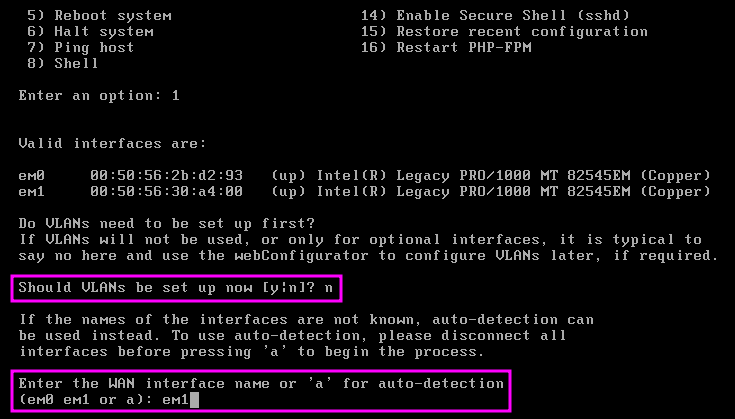 5) Reboot system 14) Enable Secure Shell (sshd)
6) Halt system 15) Restore recent configuration
7) Ping host 16) Restart PHP-FPM
8) Shell
Enter an option: 1
Valid interfaces are:
em0 00:50:56:2b:d2:93 (up) Intel(R) Legacy PRO/1000 MT 82545EM (Copper)
em1 00:50:56:30:a4:00 (up) Intel(R) Legacy PRO/1000 MT 82545EM (Copper)
Do VLANs need to be set up first?
If VLANs will not be used, or only for optional interfaces, it is typical to
say no here and use the webConfigurator to configure VLANs later, if required.
Should VLANs be set up now [y|n]? n
If the names of the interfaces are not known, auto-detection can
be used instead. To use auto-detection, please disconnect all
interfaces before pressing 'a' to begin the process.
Enter the WAN interface name or 'a' for auto-detection
(em0 em1 or a): em1